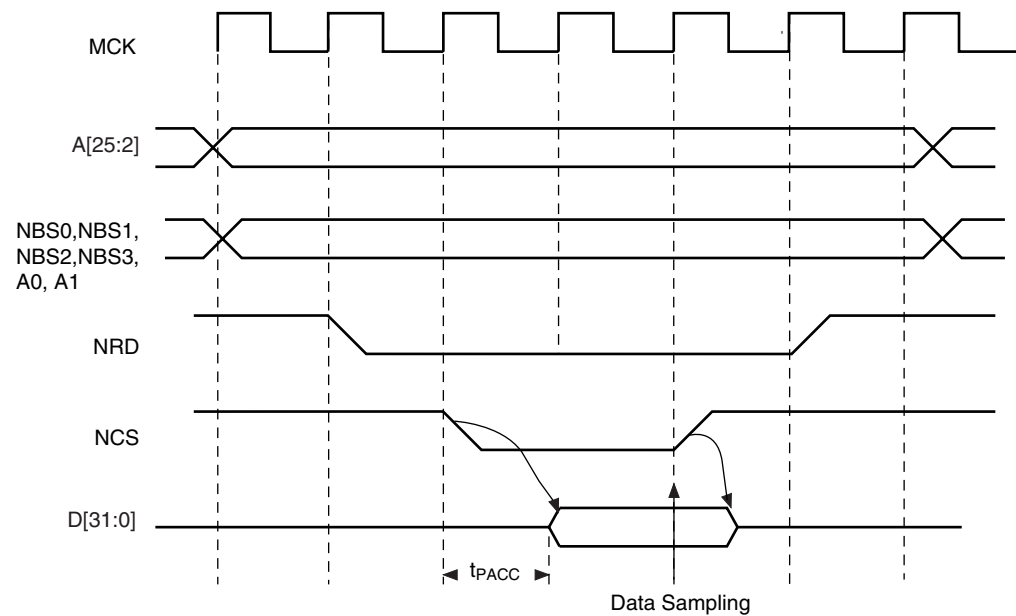 MCK
A[25:2]
NBS0,NBS1,
NBS2,NBS3,
A0, A1
NRD
NCS
D[31:0]
tPACC
Data Sampling